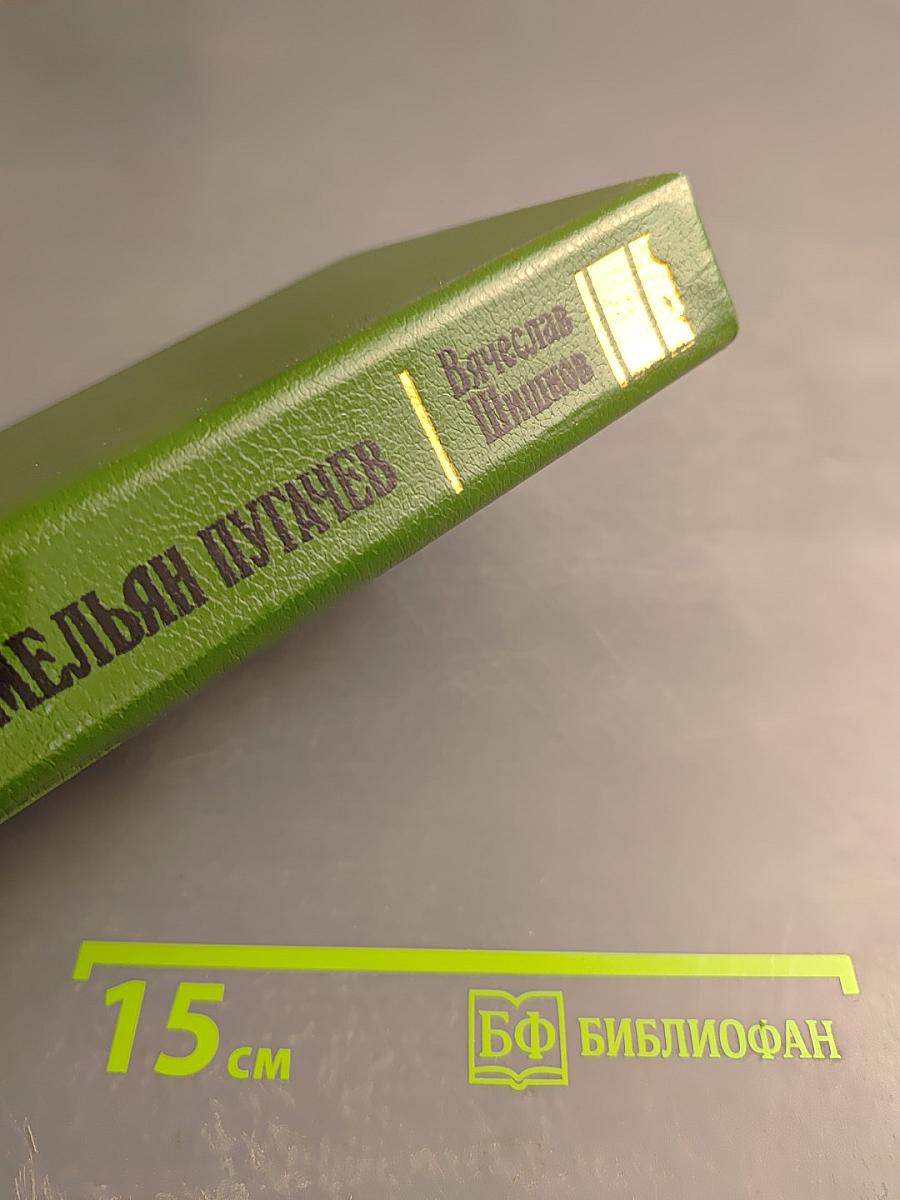 Вячеслав
Шишков
МЕЛЬЯН ПУГАЧЕВ
15 см
БФ БИБЛИОФАН